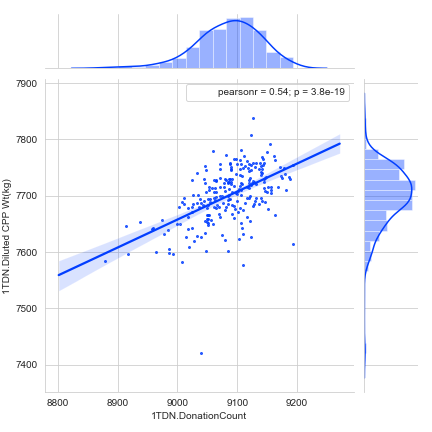 pearsonr = 0.54; p = 3.8e-19
7900
7800
7700
7600
7500
7400
1TDN.Diluted CPP Wt(kg)
8800 8900 9000 9100 9200
1TDN.DonationCount